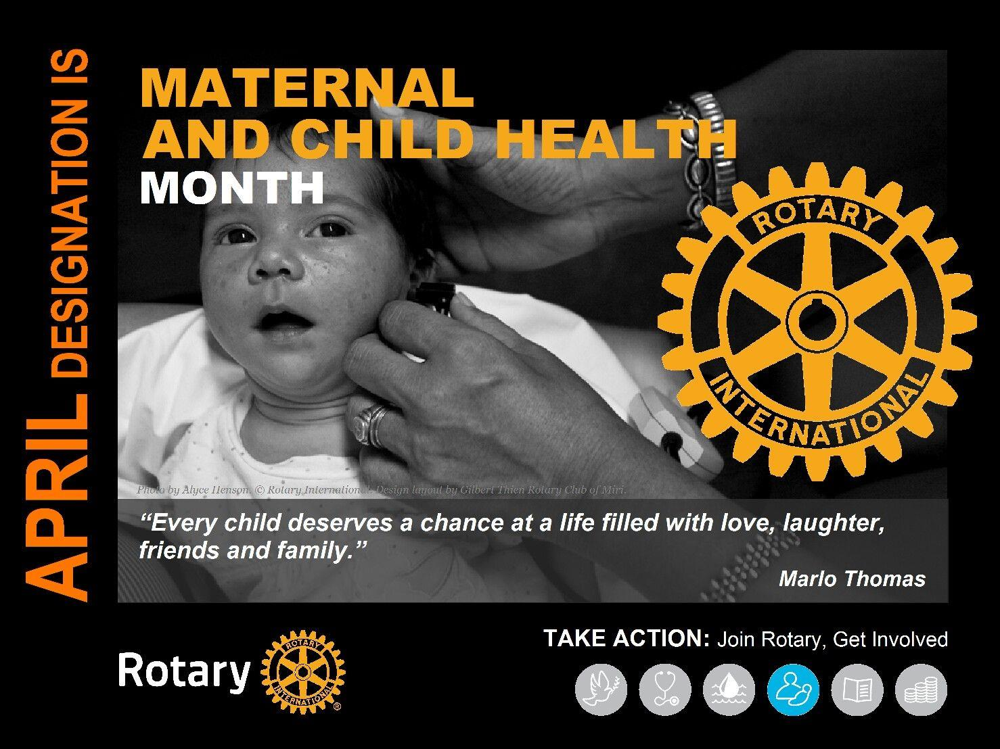 APRIL DESIGNATION IS
MATERNAL
AND CHILD HEALTH
MONTH
ROTARY
INTERNATIONAL
Photo by Alyce Henson. © Rotary International. Design layout by Gilbert Thien Rotary Club of Miri.
“Every child deserves a chance at a life filled with love, laughter,
friends and family.”
Marlo Thomas
Rotary
ROTARY
INTERNATIONAL
®
TAKE ACTION: Join Rotary, Get Involved